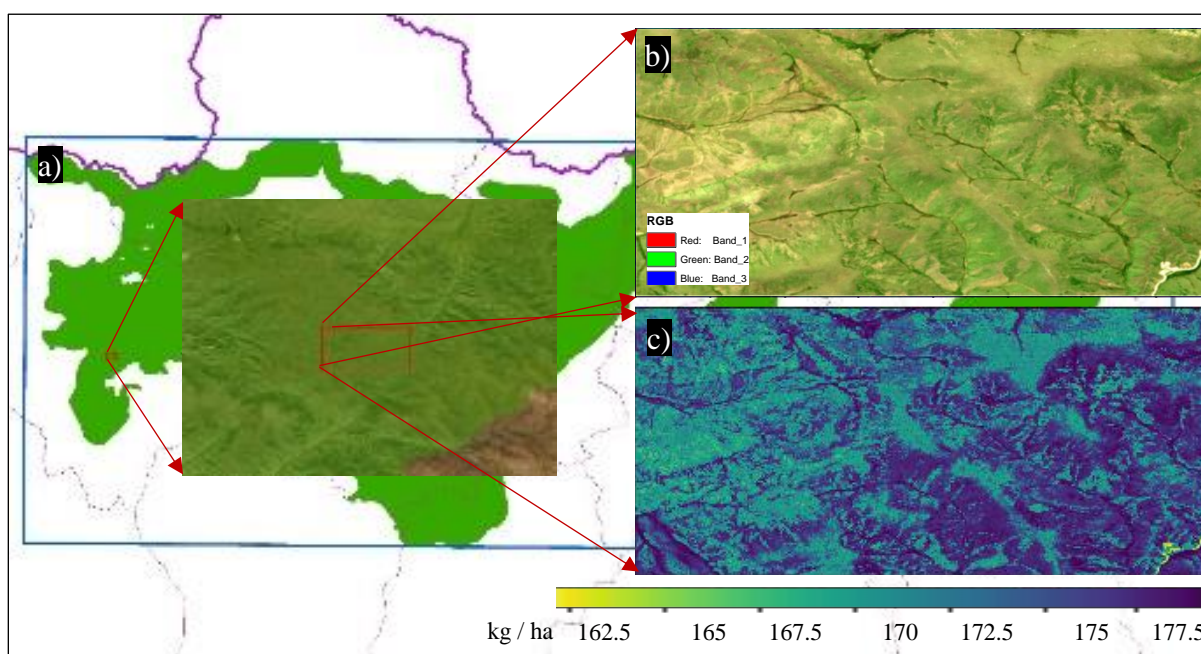 a)
b)
RGB
Red: Band_1
Green: Band_2
Blue: Band_3
c)
kg / ha 162.5 165 167.5 170 172.5 175 177.5